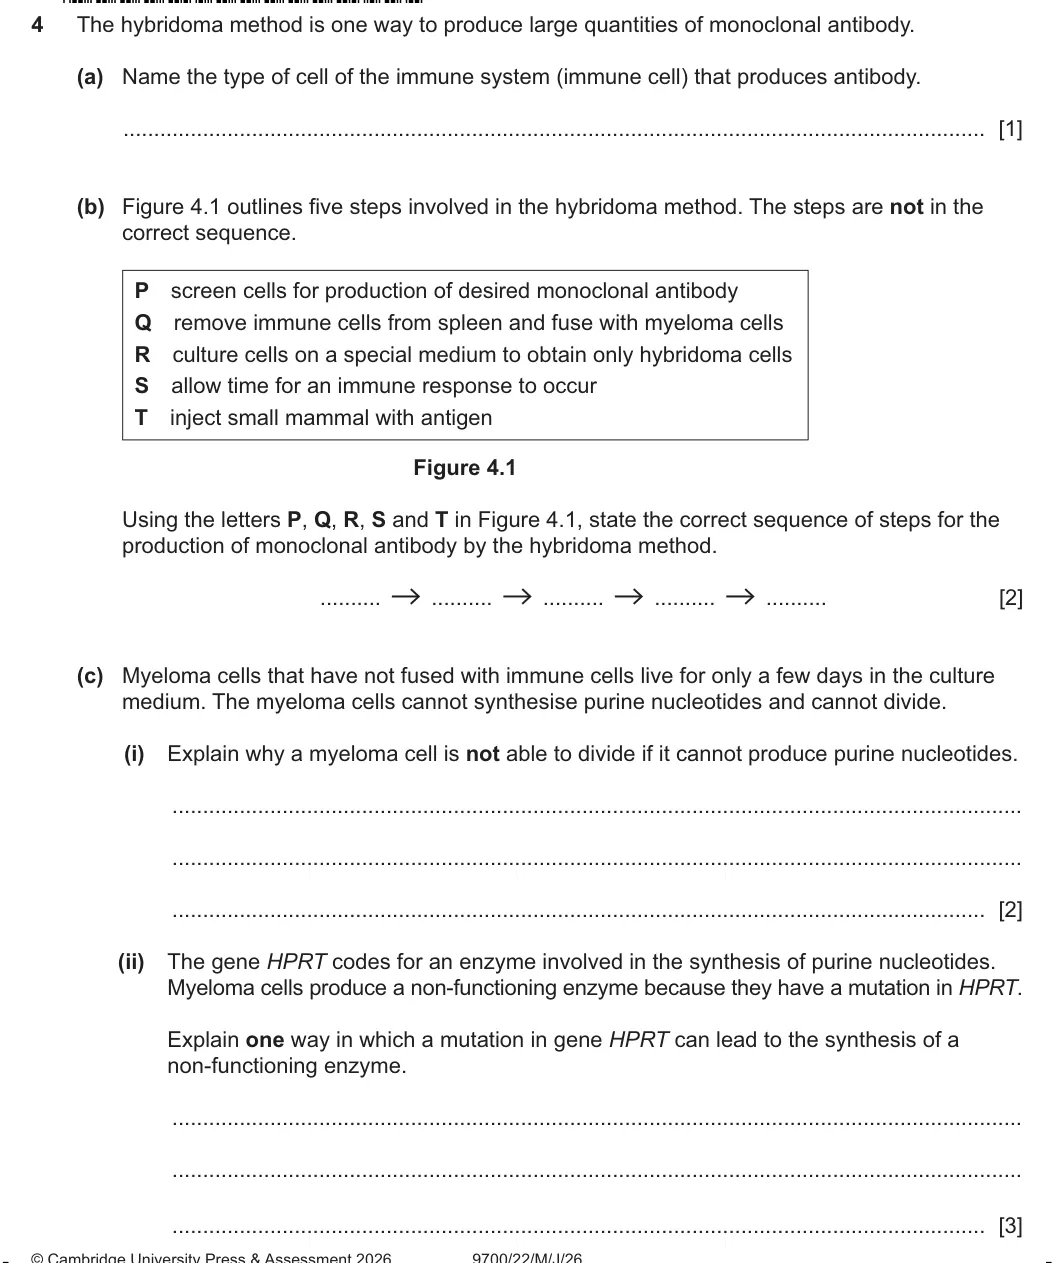 4 The hybridoma method is one way to produce large quantities of monoclonal antibody.
(a) Name the type of cell of the immune system (immune cell) that produces antibody.
.............................................................................................................................................. [1]
(b) Figure 4.1 outlines five steps involved in the hybridoma method. The steps are not in the
correct sequence.
P screen cells for production of desired monoclonal antibody
Q remove immune cells from spleen and fuse with myeloma cells
R culture cells on a special medium to obtain only hybridoma cells
S allow time for an immune response to occur
T inject small mammal with antigen
Figure 4.1
Using the letters P, Q, R, S and T in Figure 4.1, state the correct sequence of steps for the
production of monoclonal antibody by the hybridoma method.
.......... → .......... → .......... → .......... → .......... [2]
(c) Myeloma cells that have not fused with immune cells live for only a few days in the culture
medium. The myeloma cells cannot synthesise purine nucleotides and cannot divide.
(i) Explain why a myeloma cell is not able to divide if it cannot produce purine nucleotides.
...........................................................................................................................................
...........................................................................................................................................
..................................................................................................................................... [2]
(ii) The gene HPRT codes for an enzyme involved in the synthesis of purine nucleotides.
Myeloma cells produce a non-functioning enzyme because they have a mutation in HPRT.
Explain one way in which a mutation in gene HPRT can lead to the synthesis of a
non-functioning enzyme.
...........................................................................................................................................
...........................................................................................................................................
..................................................................................................................................... [3]
© Cambridge University Press & Assessment 2026 9700/22/M/J/26